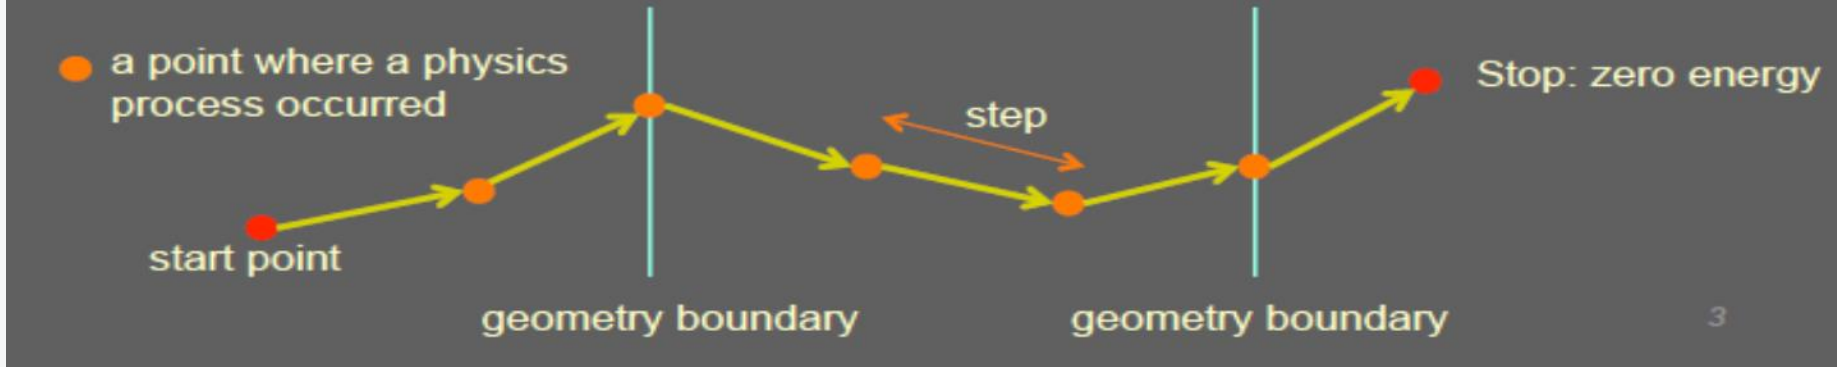 a point where a physics
process occurred
step
Stop: zero energy
start point
geometry boundary
geometry boundary
3